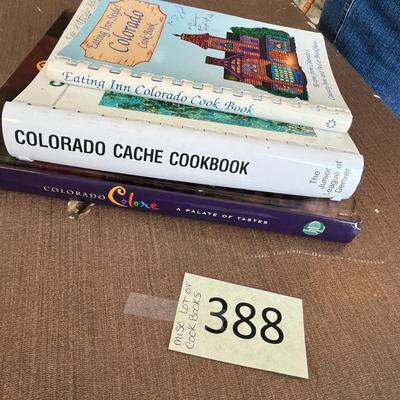 Eating Inn Style
Colorado
Cook Book
Eating Inn Colorado Cook Book
COLORADO CACHE COOKBOOK
The
Junior
League of
Denver
COLORADO Colore A PALATE OF TASTES
MISC LOT OF
COOK BOOKS
388